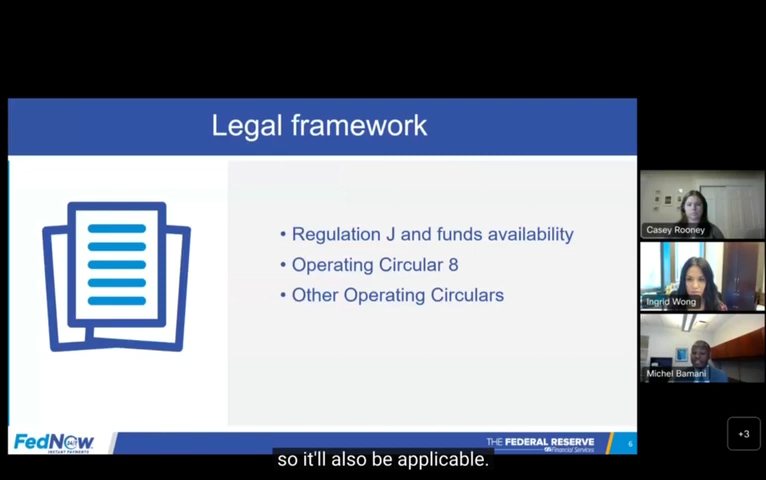 Legal framework
• Regulation J and funds availability
• Operating Circular 8
• Other Operating Circulars
Casey Rooney
Ingrid Wong
Michel Bamani
+3
FedNow
INSTANT PAYMENTS
THE FEDERAL RESERVE
Financial Services
6
so it'll also be applicable.